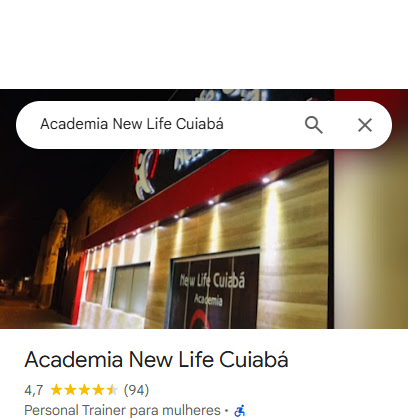 Academia New Life Cuiabá
New Life Cuiabá
Academia
Academia New Life Cuiabá
4,7 (94)
Personal Trainer para mulheres ·